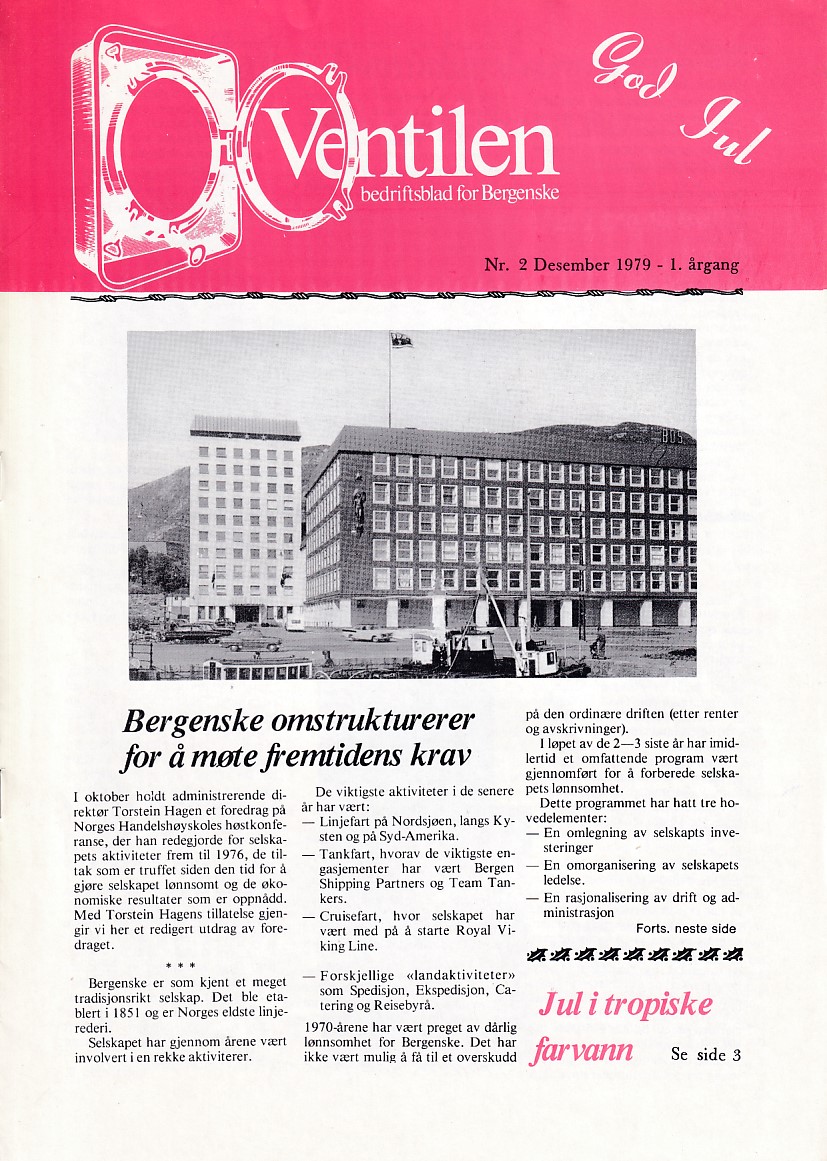 God Jul
Ventilen
bedriftsblad for Bergenske
Nr. 2 Desember 1979 - 1. årgang
BDS
Bergenske omstrukturerer
for å møte fremtidens krav
I oktober holdt administrerende di-
rektør Torstein Hagen et foredrag på
Norges Handelshøyskoles høstkonfe-
ranse, der han redegjorde for selska-
pets aktiviteter frem til 1976, de til-
tak som er truffet siden den tid for å
gjøre selskapet lønnsomt og de øko-
nomiske resultater som er oppnådd.
Med Torstein Hagens tillatelse gjen-
gir vi her et redigert utdrag av fore-
draget.
* * *
Bergenske er som kjent et meget
tradisjonsrikt selskap. Det ble eta-
blert i 1851 og er Norges eldste linje-
rederi.
Selskapet har gjennom årene vært
involvert i en rekke aktiviterer.
De viktigste aktiviteter i de senere
år har vært:
— Linjefart på Nordsjøen, langs Ky-
sten og på Syd-Amerika.
— Tankfart, hvorav de viktigste en-
gasjementer har vært Bergen
Shipping Partners og Team Tan-
kers.
— Cruisefart, hvor selskapet har
vært med på å starte Royal Vi-
king Line.
— Forskjellige «landaktiviteter»
som Spedisjon, Ekspedisjon, Ca-
tering og Reisebyrå.
1970-årene har vært preget av dårlig
lønnsomhet for Bergenske. Det har
ikke vært mulig å få til et overskudd
på den ordinære driften (etter renter
og avskrivninger).
I løpet av de 2—3 siste år har imid-
lertid et omfattende program vært
gjennomført for å forberede selska-
pets lønnsomhet.
Dette programmet har hatt tre ho-
vedelementer:
— En omlegning av selskapts inve-
steringer
— En omorganisering av selskapets
ledelse.
— En rasjonalisering av drift og ad-
ministrasjon
Forts. neste side
Jul i tropiske
farvann Se side 3